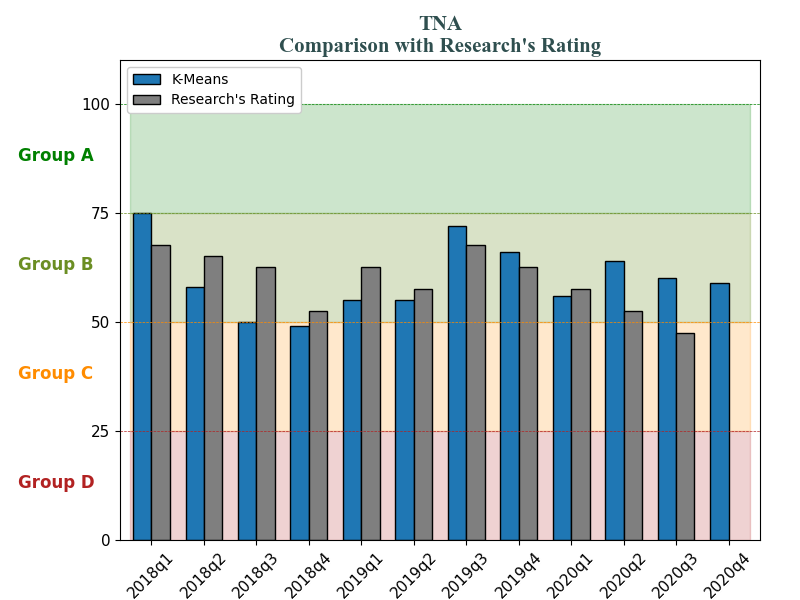 TNA
Comparison with Research's Rating
K-Means
Research's Rating
100
Group A
75
Group B
50
Group C
25
Group D
0
2018q1
2018q2
2018q3
2018q4
2019q1
2019q2
2019q3
2019q4
2020q1
2020q2
2020q3
2020q4